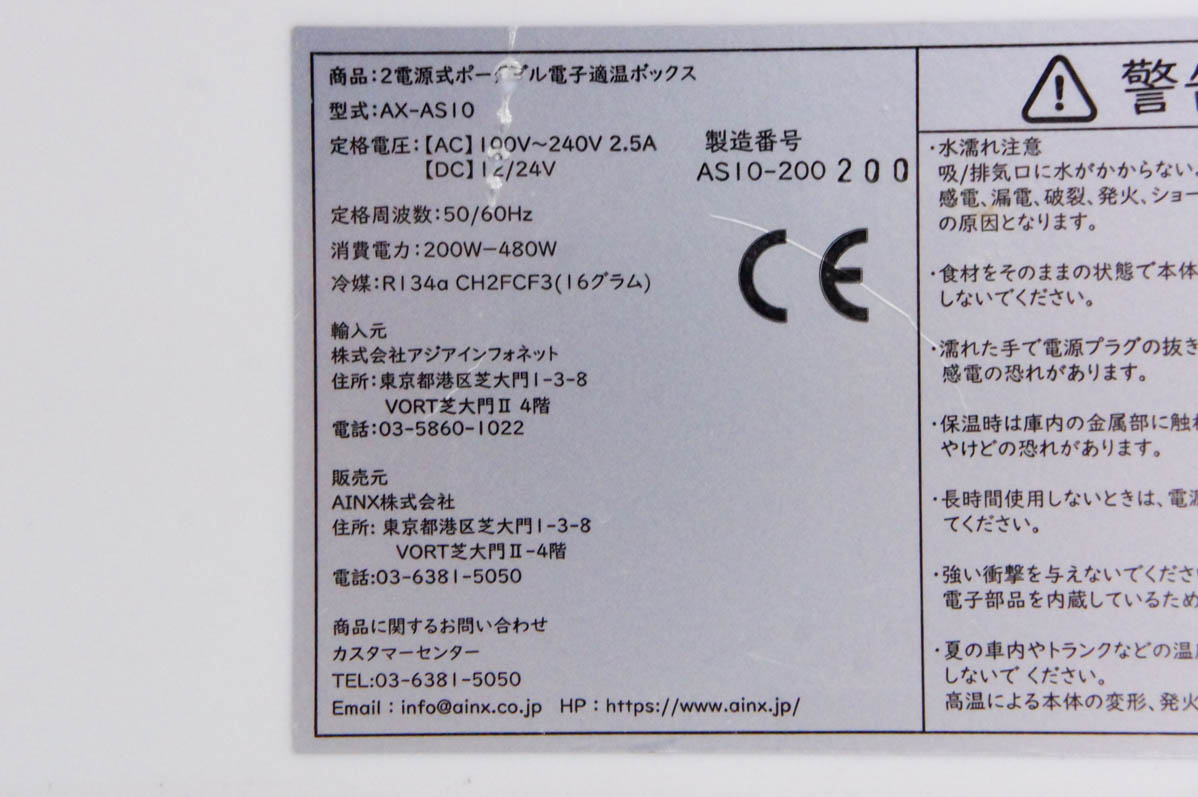 商品:2電源式ポータブル電子適温ボックス
型式:AX-AS10
定格電圧:【AC】100V~240V 2.5A
【DC】12/24V
定格周波数:50/60Hz
消費電力:200W-480W
冷媒:R134a CH2FCF3(16グラム)
製造番号
AS10-200 200
CE
輸入元
株式会社アジアインフォネット
住所:東京都港区芝大門1-3-8
VORT芝大門Ⅱ 4階
電話:03-5860-1022
販売元
AINX株式会社
住所: 東京都港区芝大門1-3-8
VORT芝大門Ⅱ-4階
電話:03-6381-5050
商品に関するお問い合わせ
カスタマーセンター
TEL:03-6381-5050
Email : info@ainx.co.jp HP : https://www.ainx.jp/
警
・水濡れ注意
吸/排気口に水がかからない
感電、漏電、破裂、発火、ショー
の原因となります。
・食材をそのままの状態で本体
しないでください。
・濡れた手で電源プラグの抜き
感電の恐れがあります。
・保温時は庫内の金属部に触
やけどの恐れがあります。
・長時間使用しないときは、電源
てください。
・強い衝撃を与えないでくださ
電子部品を内蔵しているため
・夏の車内やトランクなどの温
しないでください。
高温による本体の変形、発火